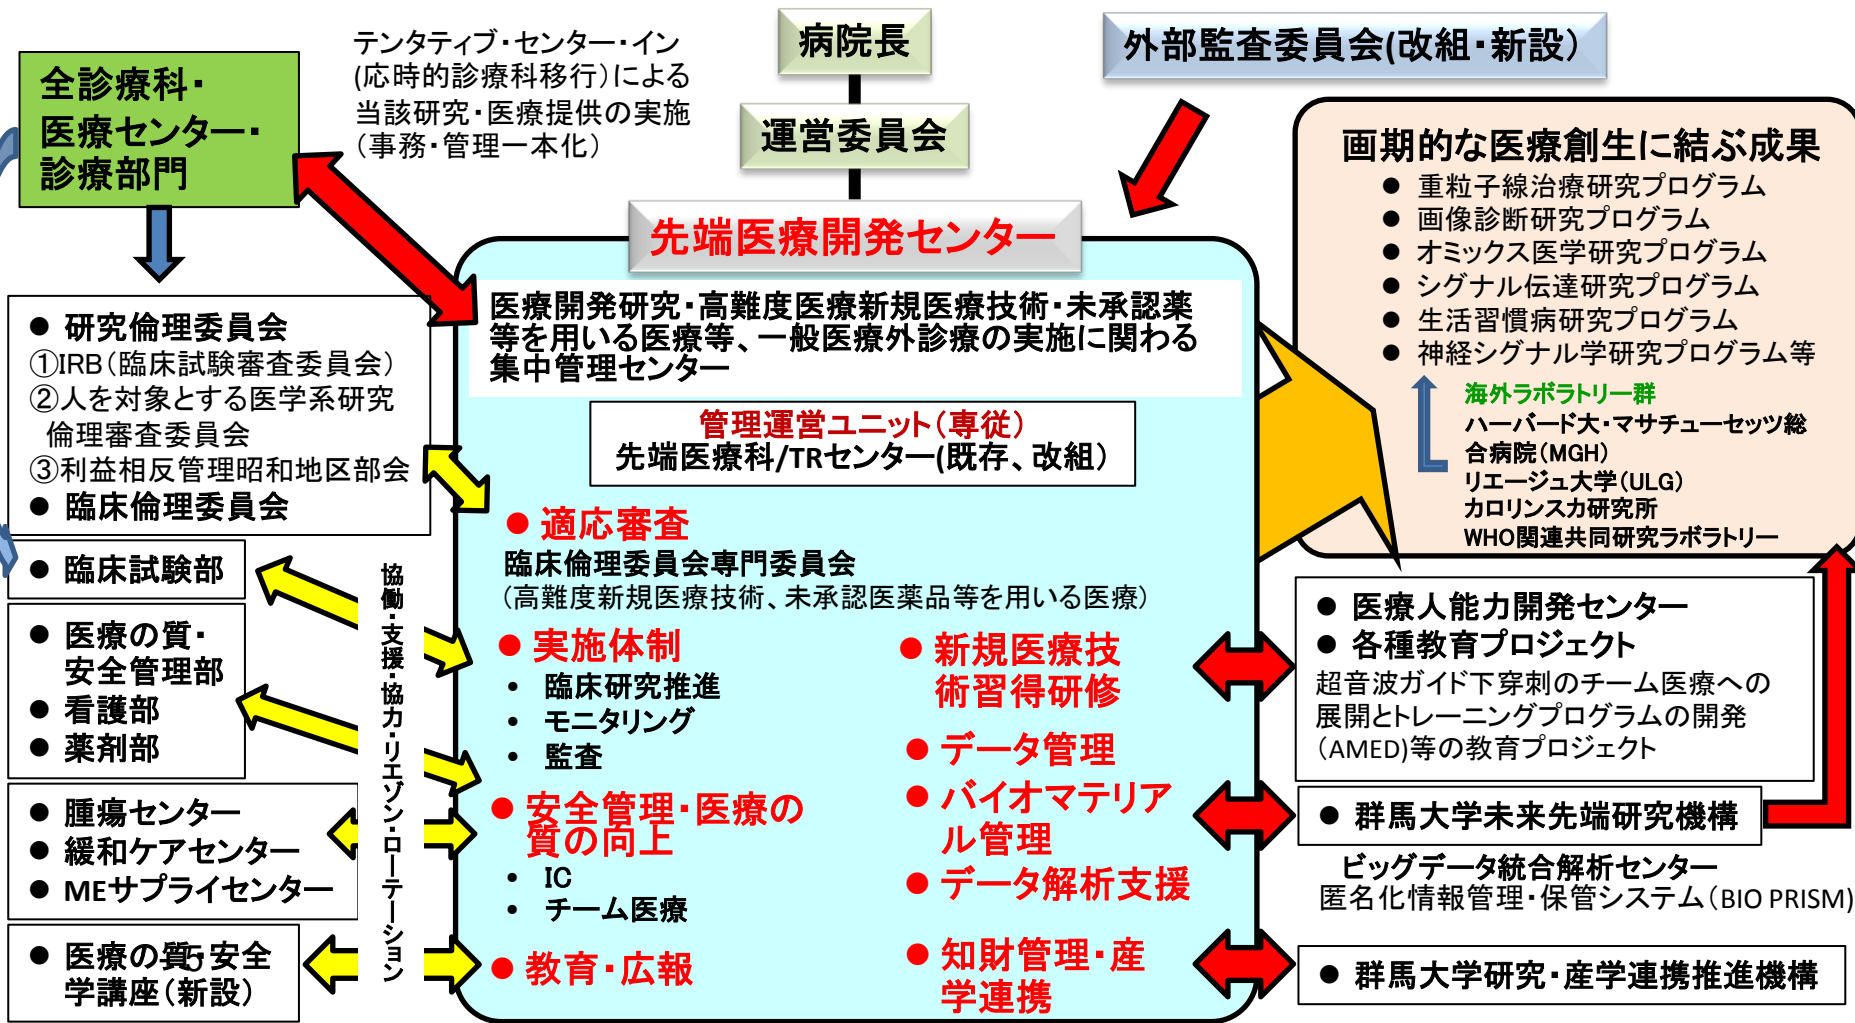 全診療科・
医療センター・
診療部門
テンタティブ・センター・イン
(応時的診療科移行)による
当該研究・医療提供の実施
(事務・管理一本化)
病院長
運営委員会
外部監査委員会(改組・新設)
先端医療開発センター
医療開発研究・高難度医療新規医療技術・未承認薬
等を用いる医療等、一般医療外診療の実施に関わる
集中管理センター
管理運営ユニット(専従)
先端医療科/TRセンター(既存、改組)
● 適応審査
臨床倫理委員会専門委員会
(高難度新規医療技術、未承認医薬品等を用いる医療)
● 実施体制
• 臨床研究推進
• モニタリング
• 監査
● 安全管理・医療の
質の向上
• IC
• チーム医療
● 教育・広報
● 新規医療技
術習得研修
● データ管理
● バイオマテリア
ル管理
● データ解析支援
● 知財管理・産
学連携
● 研究倫理委員会
①IRB(臨床試験審査委員会)
②人を対象とする医学系研究
倫理審査委員会
③利益相反管理昭和地区部会
● 臨床倫理委員会
● 臨床試験部
● 医療の質・
安全管理部
● 看護部
● 薬剤部
● 腫瘍センター
● 緩和ケアセンター
● MEサプライセンター
● 医療の質・安全
学講座(新設)
5
協働・支援・協力・リエゾン・ローテーション
画期的な医療創生に結ぶ成果
● 重粒子線治療研究プログラム
● 画像診断研究プログラム
● オミックス医学研究プログラム
● シグナル伝達研究プログラム
● 生活習慣病研究プログラム
● 神経シグナル学研究プログラム等
海外ラボラトリー群
ハーバード大・マサチューセッツ総
合病院(MGH)
リエージュ大学(ULG)
カロリンスカ研究所
WHO関連共同研究ラボラトリー
● 医療人能力開発センター
● 各種教育プロジェクト
超音波ガイド下穿刺のチーム医療への
展開とトレーニングプログラムの開発
(AMED)等の教育プロジェクト
● 群馬大学未来先端研究機構
ビッグデータ統合解析センター
匿名化情報管理・保管システム(BIO PRISM)
● 群馬大学研究・産学連携推進機構